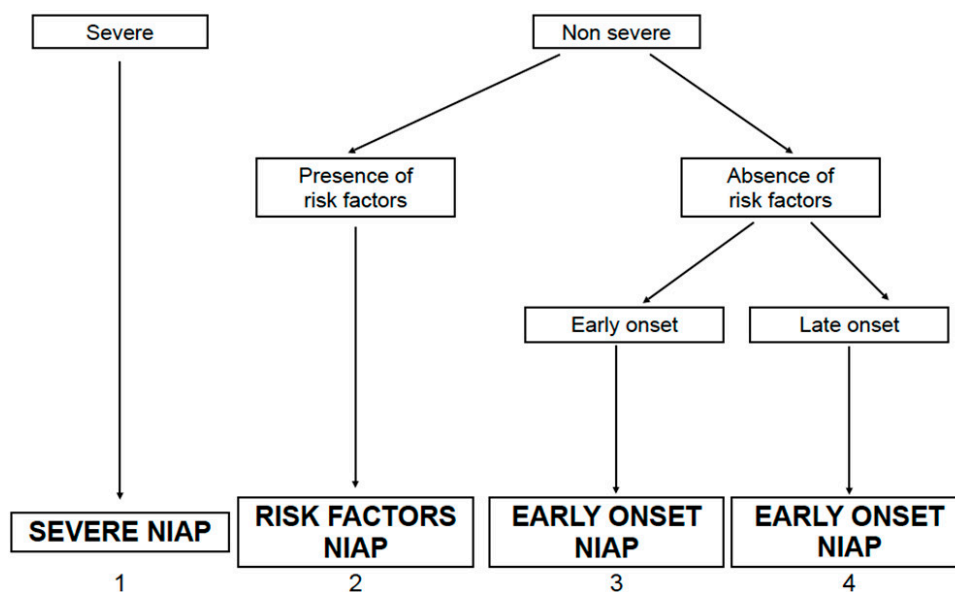 Severe
Non severe
Presence of
risk factors
Absence of
risk factors
Early onset
Late onset
SEVERE NIAP
RISK FACTORS
NIAP
EARLY ONSET
NIAP
EARLY ONSET
NIAP
1
2
3
4